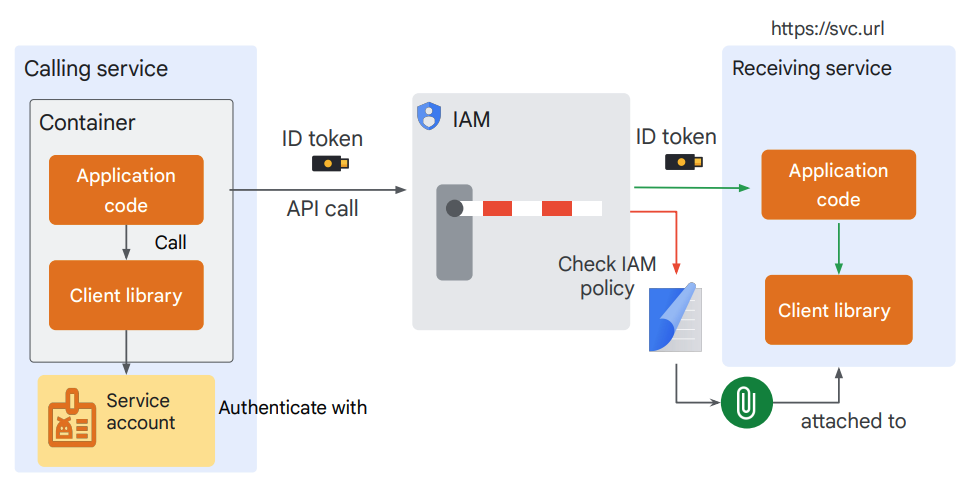 https://svc.url
Calling service
Container
Application
code
Call
Client library
Service
account
Authenticate with
ID token
API call
IAM
Check IAM
policy
ID token
Receiving service
Application
code
Client library
attached to